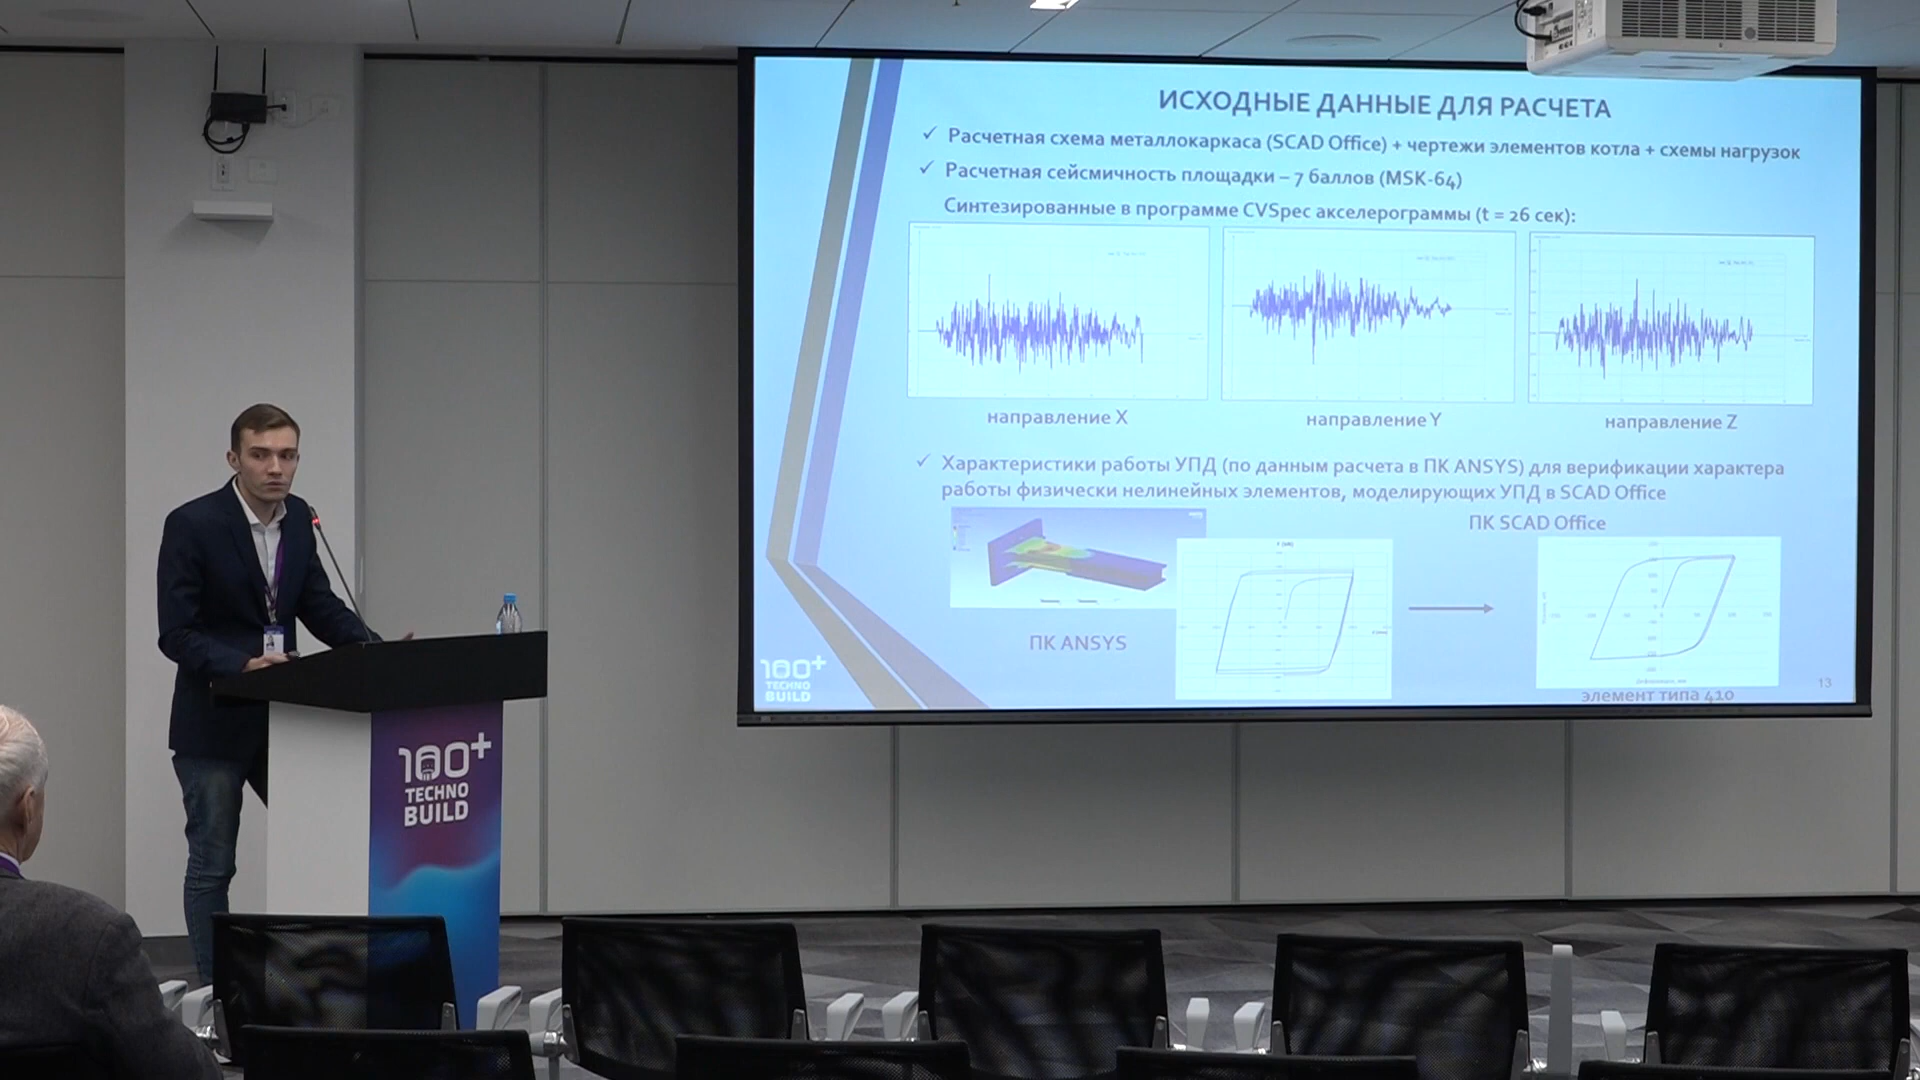 ИСХОДНЫЕ ДАННЫЕ ДЛЯ РАСЧЕТА
✓ Расчетная схема металлокаркаса (SCAD Office) + чертежи элементов котла + схемы нагрузок
✓ Расчетная сейсмичность площадки – 7 баллов (MSK-64)
Синтезированные в программе CVSpec акселерограммы (t = 26 сек):
направление X
направление Y
направление Z
✓ Характеристики работы УПД (по данным расчета в ПК ANSYS) для верификации характера
работы физически нелинейных элементов, моделирующих УПД в SCAD Office
ПК SCAD Office
ПК ANSYS
элемент типа 410
13
100+
TECHNO
BUILD
100+
TECHNO
BUILD